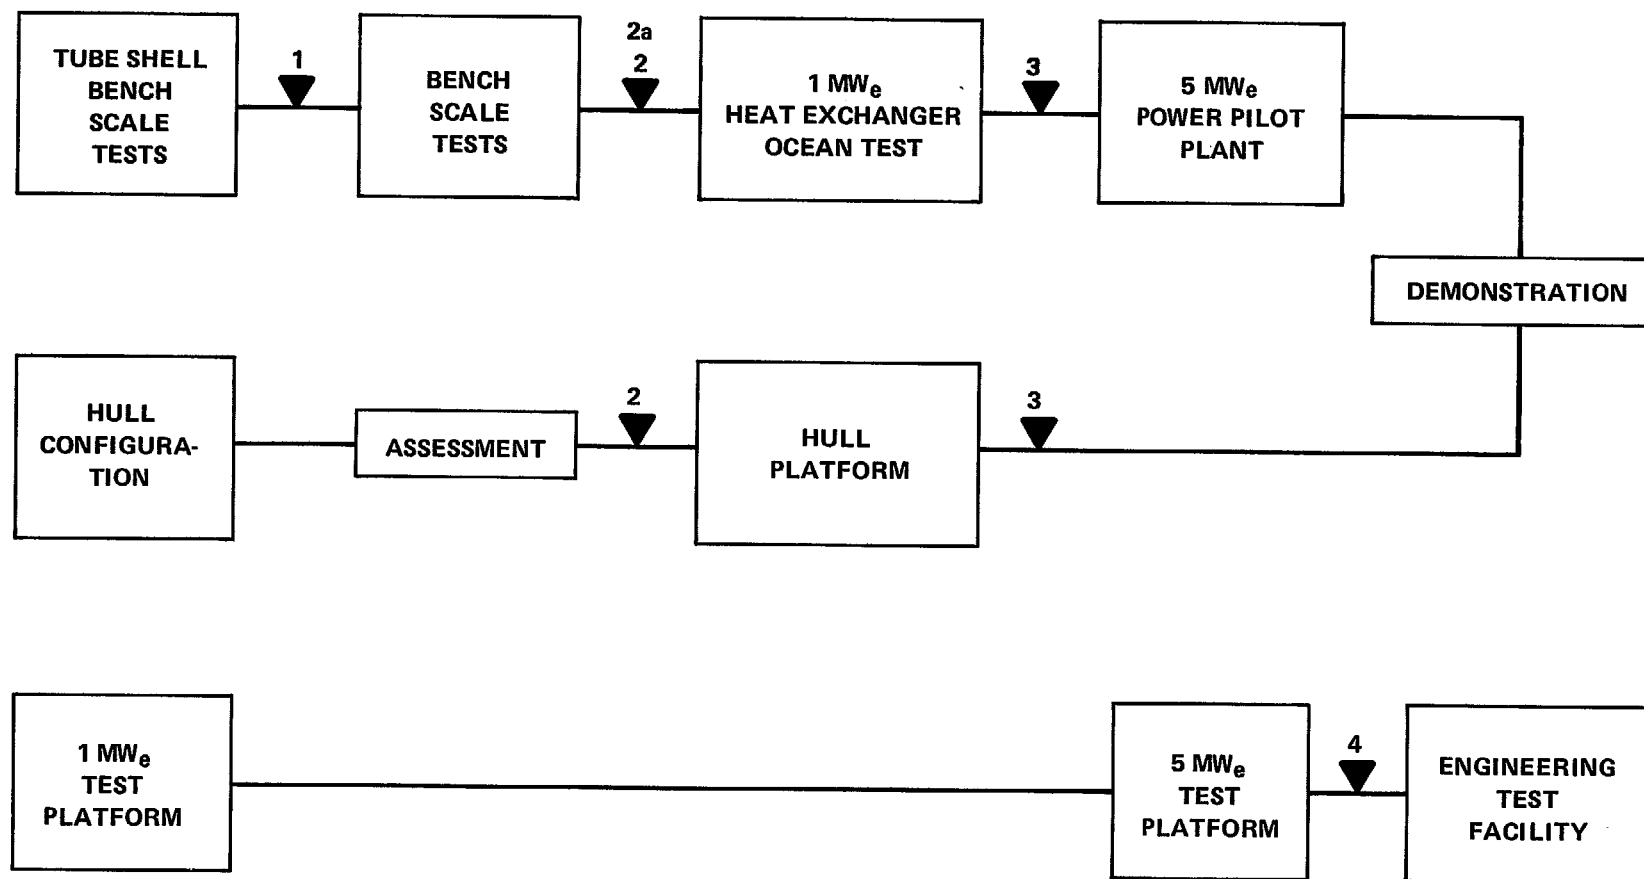 TUBE SHELL
BENCH
SCALE
TESTS
1
BENCH
SCALE
TESTS
2a
2
1 MWe
HEAT EXCHANGER
OCEAN TEST
3
5 MWe
POWER PILOT
PLANT
DEMONSTRATION
HULL
CONFIGURA-
TION
ASSESSMENT
2
HULL
PLATFORM
3
1 MWe
TEST
PLATFORM
5 MWe
TEST
PLATFORM
4
ENGINEERING
TEST
FACILITY